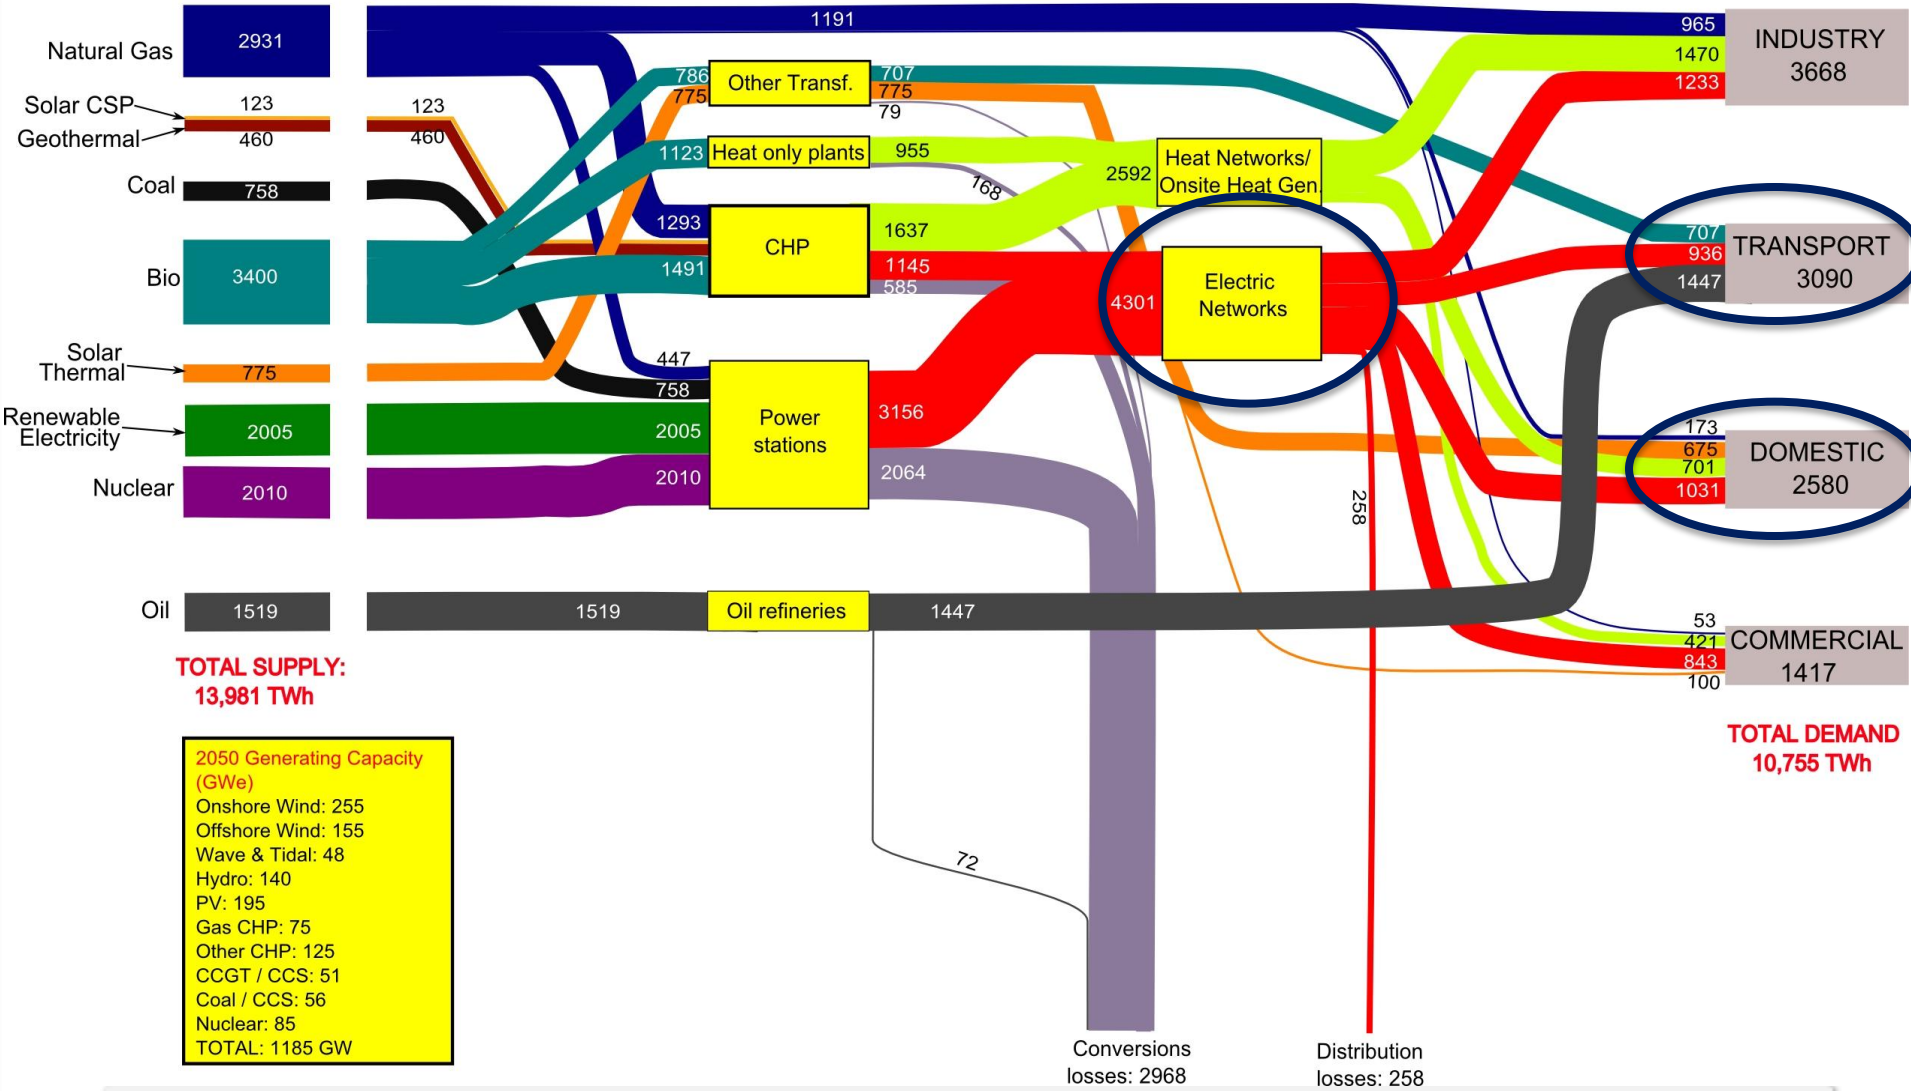 Natural Gas
2931
1191
965
INDUSTRY
3668
1470
1233
Solar CSP
123
123
Geothermal
460
460
786
775
Other Transf.
707
775
79
Coal
758
1123
Heat only plants
955
168
2592
Heat Networks/
Onsite Heat Gen.
Bio
3400
1293
1491
CHP
1637
1145
585
4301
Electric
Networks
707
936
1447
TRANSPORT
3090
Solar
Thermal
775
447
758
Renewable
Electricity
2005
2005
Power
stations
3156
2064
Nuclear
2010
2010
258
173
675
701
1031
DOMESTIC
2580
Oil
1519
1519
Oil refineries
1447
53
421
843
100
COMMERCIAL
1417
TOTAL SUPPLY:
13,981 TWh
TOTAL DEMAND
10,755 TWh
2050 Generating Capacity
(GWe)
Onshore Wind: 255
Offshore Wind: 155
Wave & Tidal: 48
Hydro: 140
PV: 195
Gas CHP: 75
Other CHP: 125
CCGT / CCS: 51
Coal / CCS: 56
Nuclear: 85
TOTAL: 1185 GW
72
Conversions
losses: 2968
Distribution
losses: 258